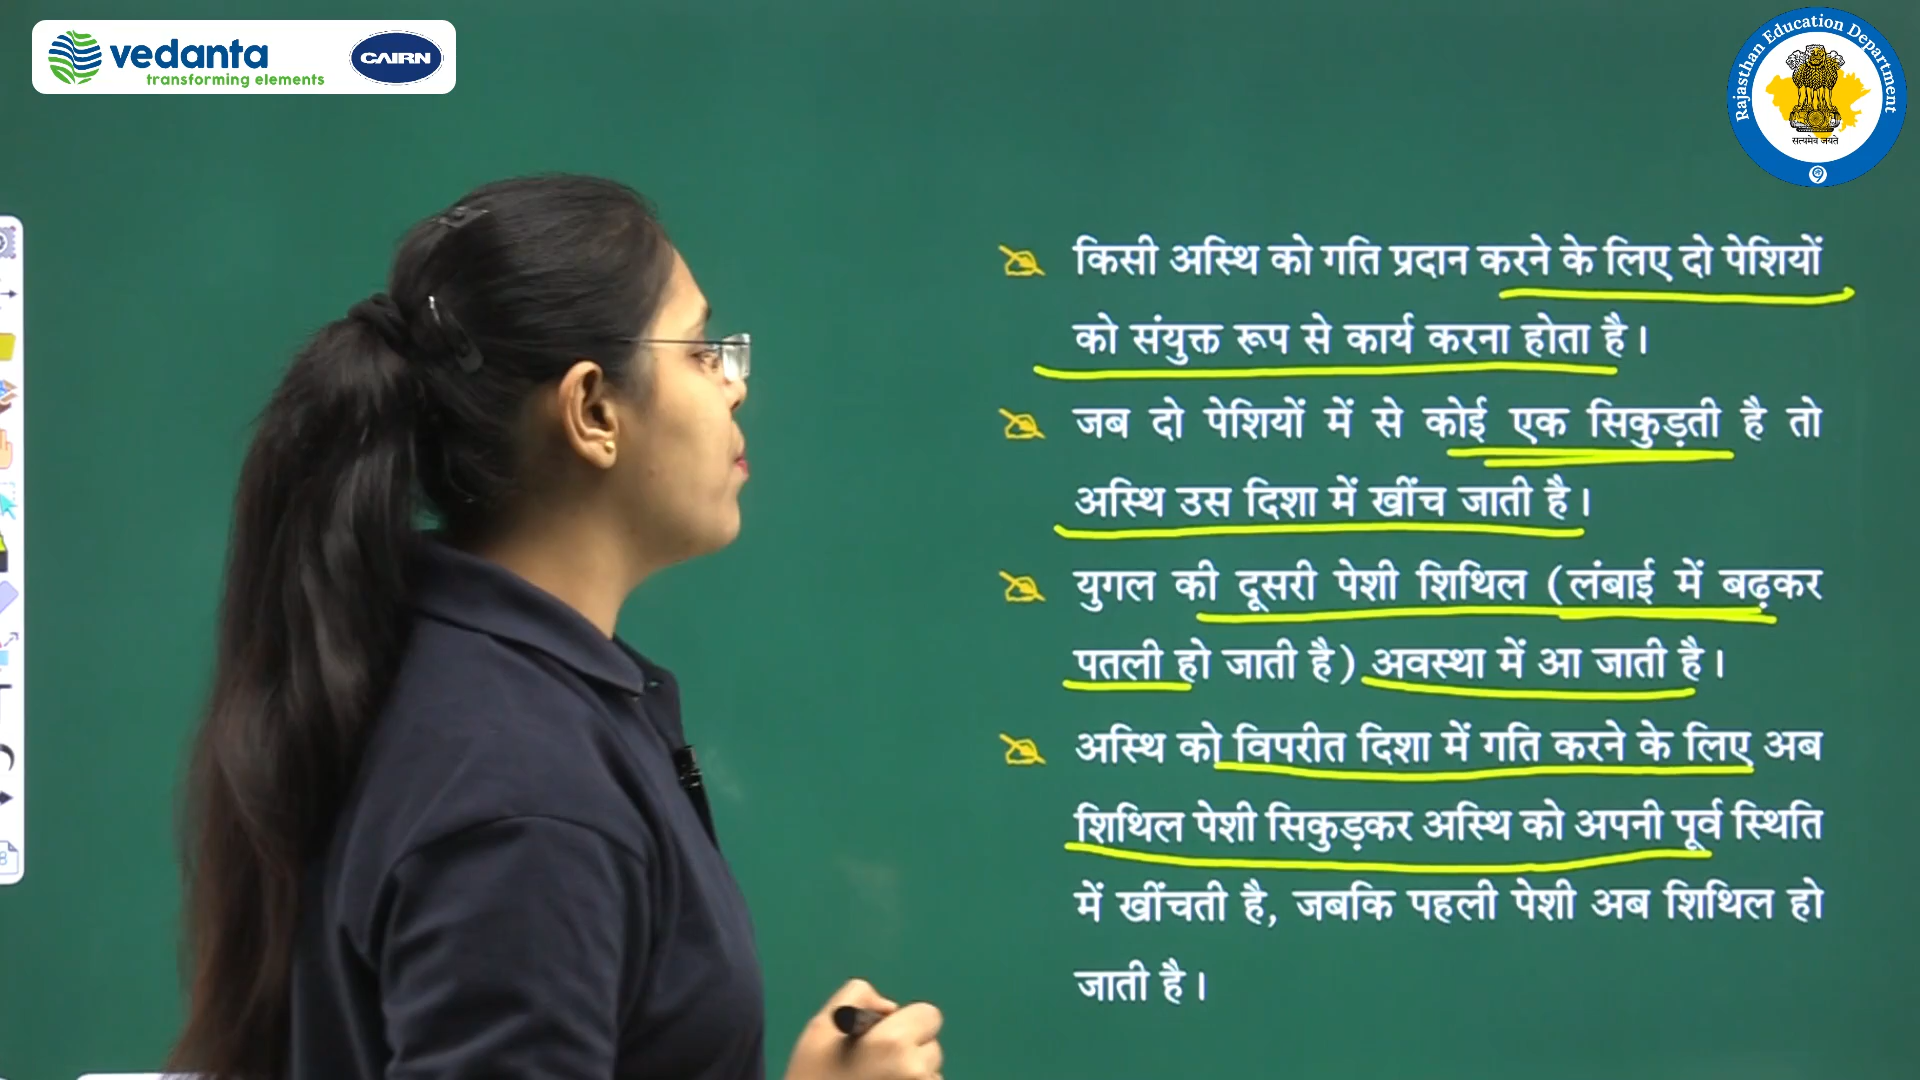 vedanta
transforming elements
CAIRN
Rajasthan Education Department
सत्यमेव जयते
किसी अस्थि को गति प्रदान करने के लिए दो पेशियों
को संयुक्त रूप से कार्य करना होता है।
जब दो पेशियों में से कोई एक सिकुड़ती है तो
अस्थि उस दिशा में खींच जाती है।
युगल की दूसरी पेशी शिथिल (लंबाई में बढ़कर
पतली हो जाती है) अवस्था में आ जाती है।
अस्थि को विपरीत दिशा में गति करने के लिए अब
शिथिल पेशी सिकुड़कर अस्थि को अपनी पूर्व स्थिति
में खींचती है, जबकि पहली पेशी अब शिथिल हो
जाती है।